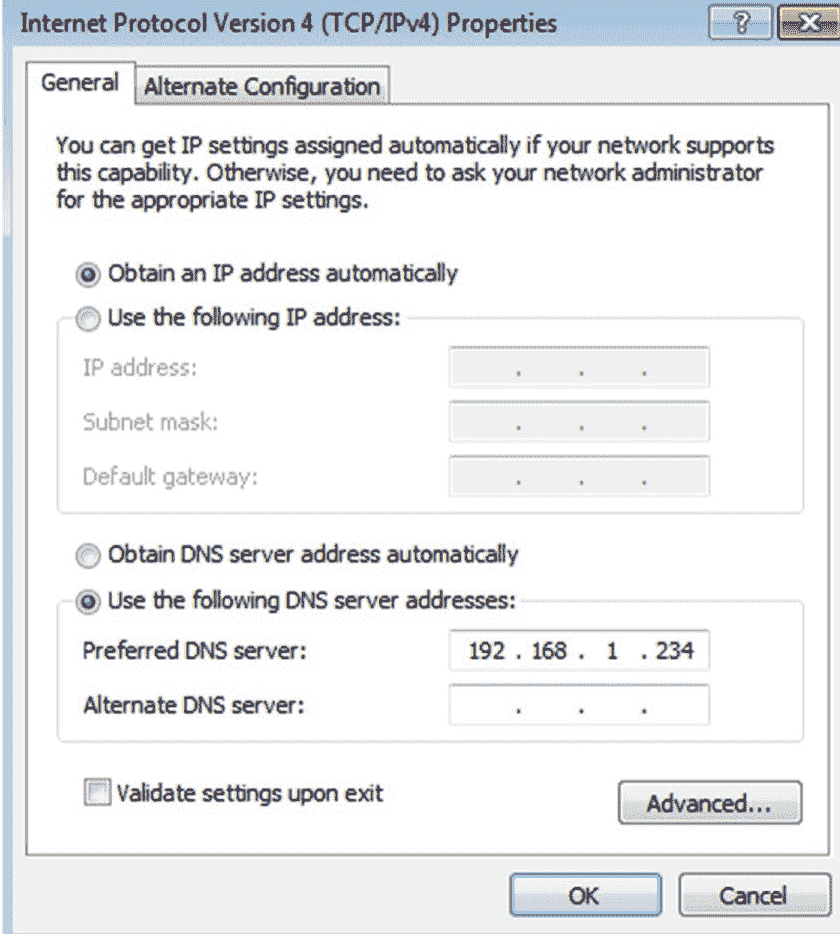 Internet Protocol Version 4 (TCP/IPv4) Properties
?
General
Alternate Configuration
You can get IP settings assigned automatically if your network supports
this capability. Otherwise, you need to ask your network administrator
for the appropriate IP settings.
Obtain an IP address automatically
Use the following IP address:
IP address: . . .
Subnet mask: . . .
Default gateway: . . .
Obtain DNS server address automatically
Use the following DNS server addresses:
Preferred DNS server: 192 . 168 . 1 . 234
Alternate DNS server: . . .
Validate settings upon exit
Advanced...
OK Cancel